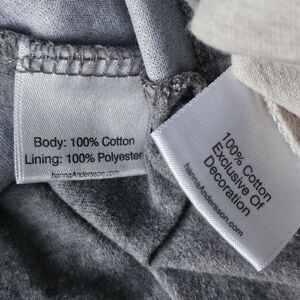 Body: 100% Cotton
Lining: 100% Polyester
hannaAndersson.com
100% Cotton
Exclusive Of
Decoration
hannaAndersson.com